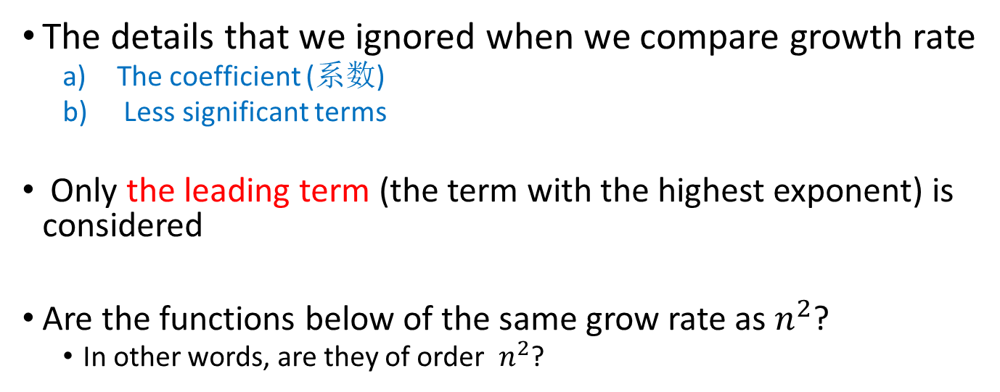 • The details that we ignored when we compare growth rate
a) The coefficient (系数)
b) Less significant terms
• Only the leading term (the term with the highest exponent) is
considered
• Are the functions below of the same grow rate as n²?
• In other words, are they of order n²?